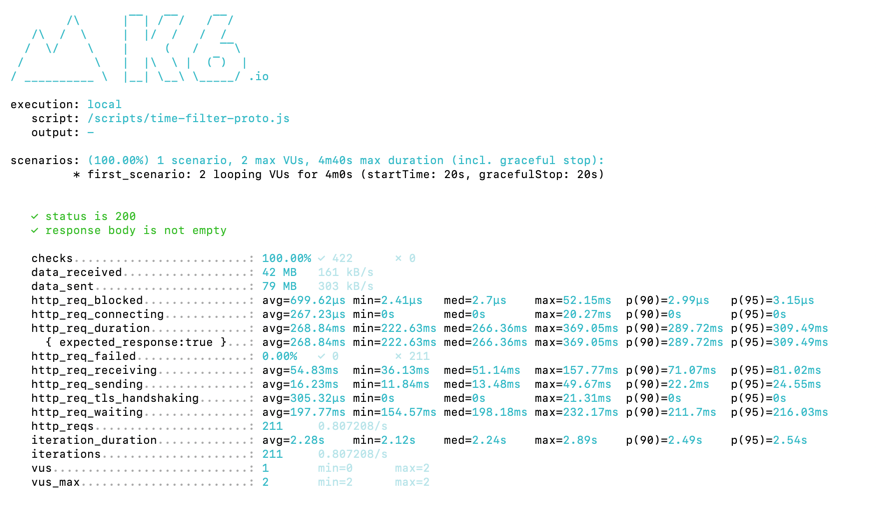 /\      |‾‾| /‾‾/   /‾‾/
/\  /  \     |  |/  /   /  /
/  \/    \    |     (   /   ‾‾\
/          \   |  |\  \ |  (‾)  |
/ __________ \  |__| \__\ \_____/ .io
execution: local
script: /scripts/time-filter-proto.js
output: -
scenarios: (100.00%) 1 scenario, 2 max VUs, 4m40s max duration (incl. graceful stop):
* first_scenario: 2 looping VUs for 4m0s (startTime: 20s, gracefulStop: 20s)
✓ status is 200
✓ response body is not empty
checks.........................: 100.00% ✓ 422      ✗ 0
data_received..................: 42 MB   161 kB/s
data_sent......................: 79 MB   303 kB/s
http_req_blocked...............: avg=699.62µs min=2.41µs   med=2.7µs    max=52.15ms  p(90)=2.99µs   p(95)=3.15µs
http_req_connecting............: avg=267.23µs min=0s       med=0s       max=20.27ms  p(90)=0s       p(95)=0s
http_req_duration..............: avg=268.84ms min=222.63ms med=266.36ms max=369.05ms p(90)=289.72ms p(95)=309.49ms
{ expected_response:true }...: avg=268.84ms min=222.63ms med=266.36ms max=369.05ms p(90)=289.72ms p(95)=309.49ms
http_req_failed................: 0.00%   ✓ 0        ✗ 211
http_req_receiving.............: avg=54.83ms  min=36.13ms  med=51.14ms  max=157.77ms p(90)=71.07ms  p(95)=81.02ms
http_req_sending...............: avg=16.23ms  min=11.84ms  med=13.48ms  max=49.67ms  p(90)=22.2ms   p(95)=24.55ms
http_req_tls_handshaking.......: avg=305.32µs min=0s       med=0s       max=21.31ms  p(90)=0s       p(95)=0s
http_req_waiting...............: avg=197.77ms min=154.57ms med=198.18ms max=232.17ms p(90)=211.7ms  p(95)=216.03ms
http_reqs......................: 211     0.807208/s
iteration_duration.............: avg=2.28s    min=2.12s    med=2.24s    max=2.89s    p(90)=2.49s    p(95)=2.54s
iterations.....................: 211     0.807208/s
vus............................: 1       min=0      max=2
vus_max........................: 2       min=2      max=2